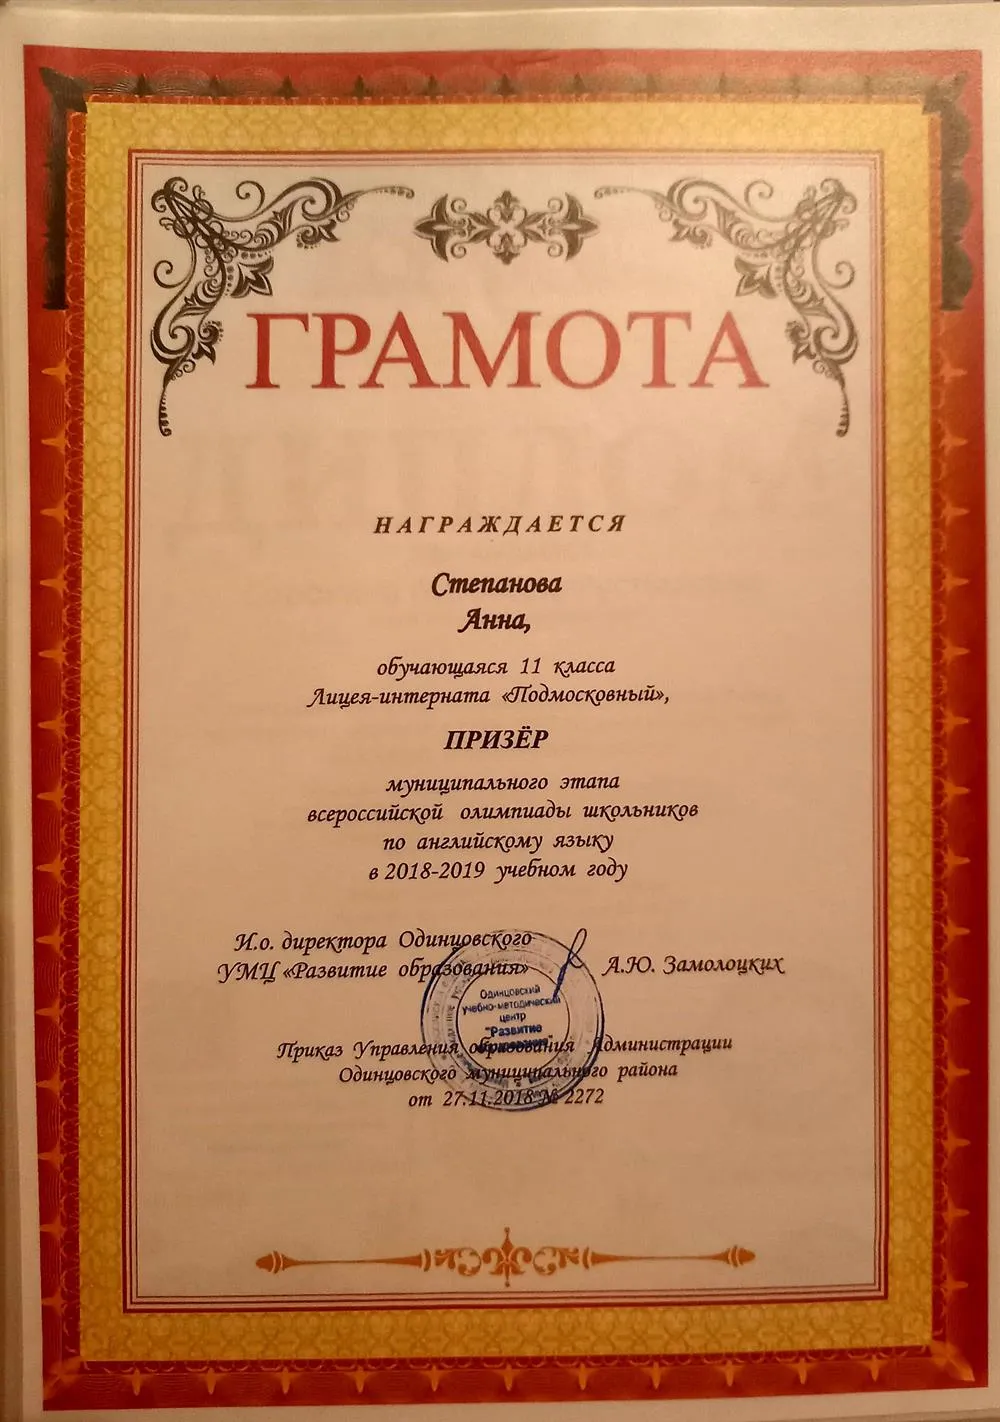 ГРАМОТА
НАГРАЖДАЕТСЯ
Степанова
Анна,
обучающаяся 11 класса
Лицея-интерната «Подмосковный»,
ПРИЗЁР
муниципального этапа
всероссийской олимпиады школьников
по английскому языку
в 2018-2019 учебном году
И.о. директора Одинцовского
УМЦ «Развитие образования» А.Ю. Замолоцких
Одинцовский
учебно-методический
центр
"Развитие
образования"
Приказ Управления образования Администрации
Одинцовского муниципального района
от 27.11.2018 № 2272